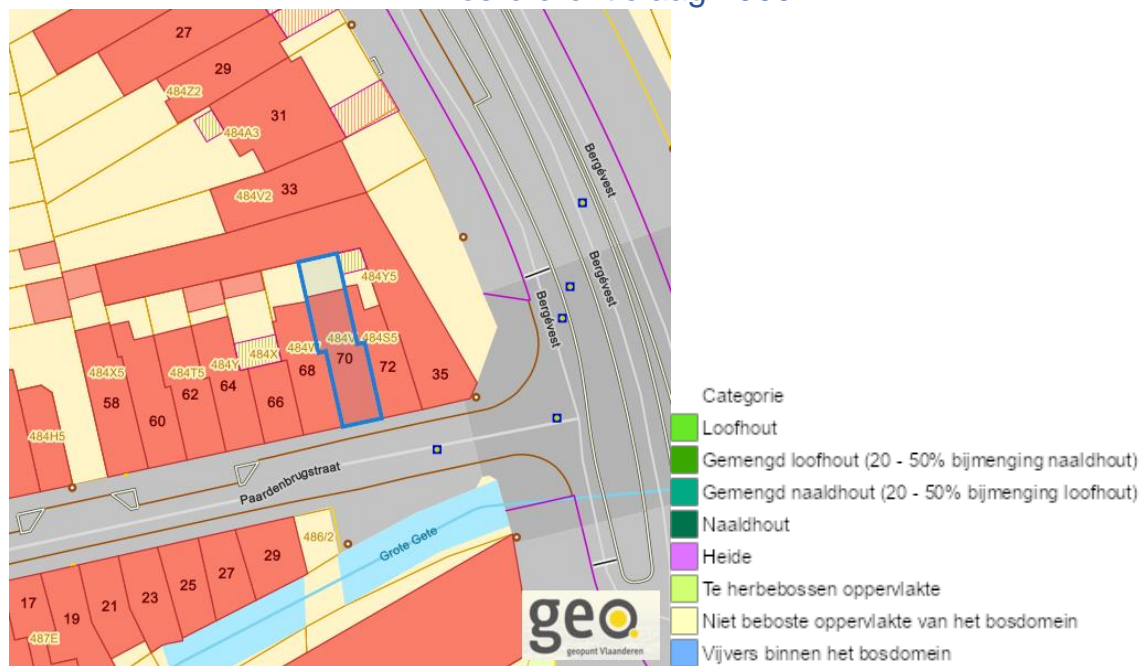 27
29
484Z2
31
484A3
33
484V2
Bergévest
Bergévest
Bergévest
484Y5
484X5
58
60
484T5
62
484Y
64
484X
66
484W
68
484V
70
484S5
72
35
484H5
Paardenbrugstraat
Grote Gete
486/2
17
19
21
23
25
27
29
487E
geo.
geopunt Vlaanderen
Categorie
Loofhout
Gemengd loofhout (20 - 50% bijmenging naaldhout)
Gemengd naaldhout (20 - 50% bijmenging loofhout)
Naaldhout
Heide
Te herbebossen oppervlakte
Niet beboste oppervlakte van het bosdomein
Vijvers binnen het bosdomein